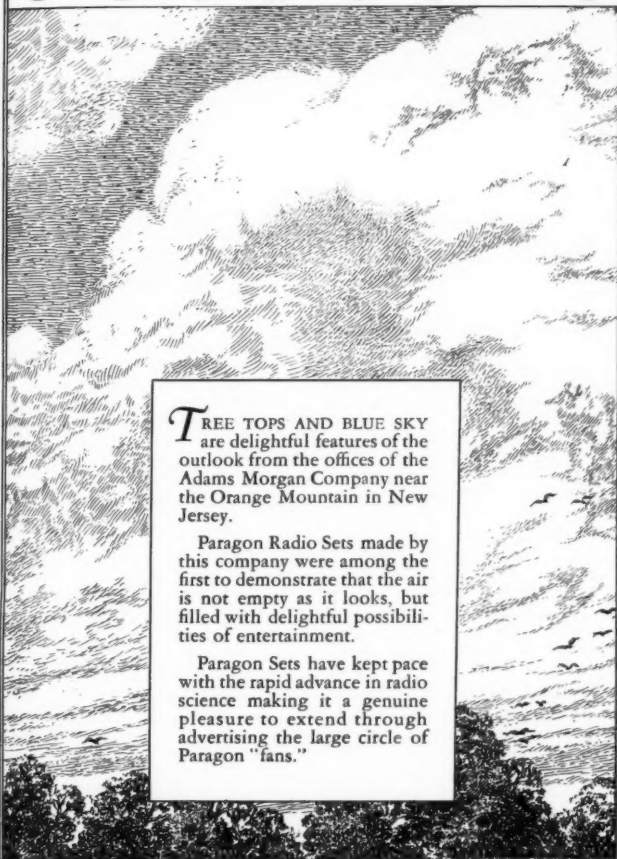 TREE TOPS AND BLUE SKY
are delightful features of the
outlook from the offices of the
Adams Morgan Company near
the Orange Mountain in New
Jersey.
Paragon Radio Sets made by
this company were among the
first to demonstrate that the air
is not empty as it looks, but
filled with delightful possibili-
ties of entertainment.
Paragon Sets have kept pace
with the rapid advance in radio
science making it a genuine
pleasure to extend through
advertising the large circle of
Paragon "fans."